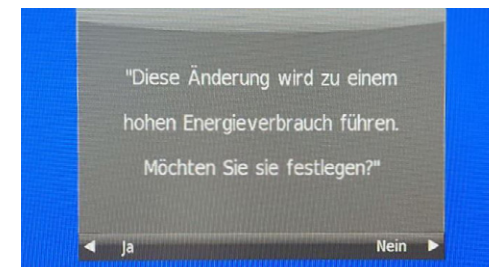 "Diese Änderung wird zu einem
hohen Energieverbrauch führen.
Möchten Sie sie festlegen?"
Ja Nein